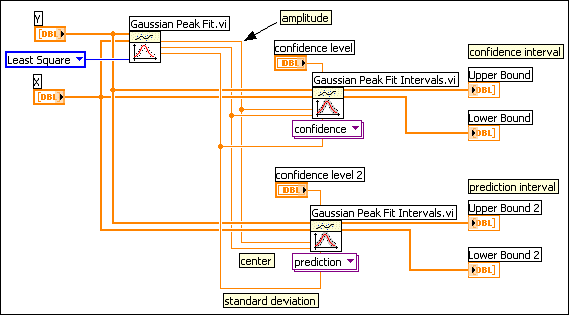 Y
Gaussian Peak Fit.vi
amplitude
DBL
Least Square
confidence level
confidence interval
X
DBL
DBL
Gaussian Peak Fit Intervals.vi
Upper Bound
DBL
Lower Bound
confidence
DBL
confidence level 2
prediction interval
DBL
Gaussian Peak Fit Intervals.vi
Upper Bound 2
DBL
center
prediction
Lower Bound 2
DBL
standard deviation